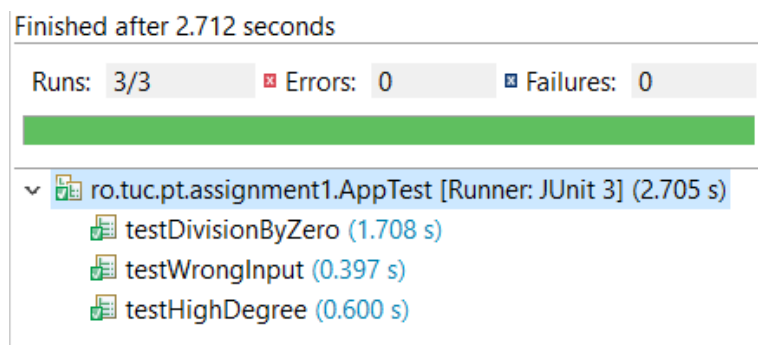 Finished after 2.712 seconds
Runs: 3/3 Errors: 0 Failures: 0
ro.tuc.pt.assignment1.AppTest [Runner: JUnit 3] (2.705 s)
testDivisionByZero (1.708 s)
testWrongInput (0.397 s)
testHighDegree (0.600 s)